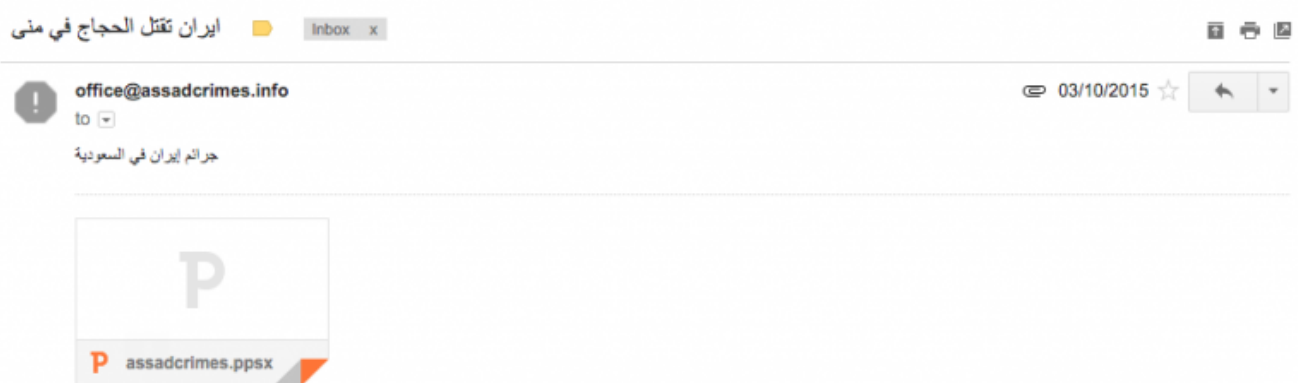 ايران تقتل الحجاج في منى Inbox x
office@assadcrimes.info 03/10/2015
to
جرائم إيران في السعودية
P
P assadcrimes.ppsx